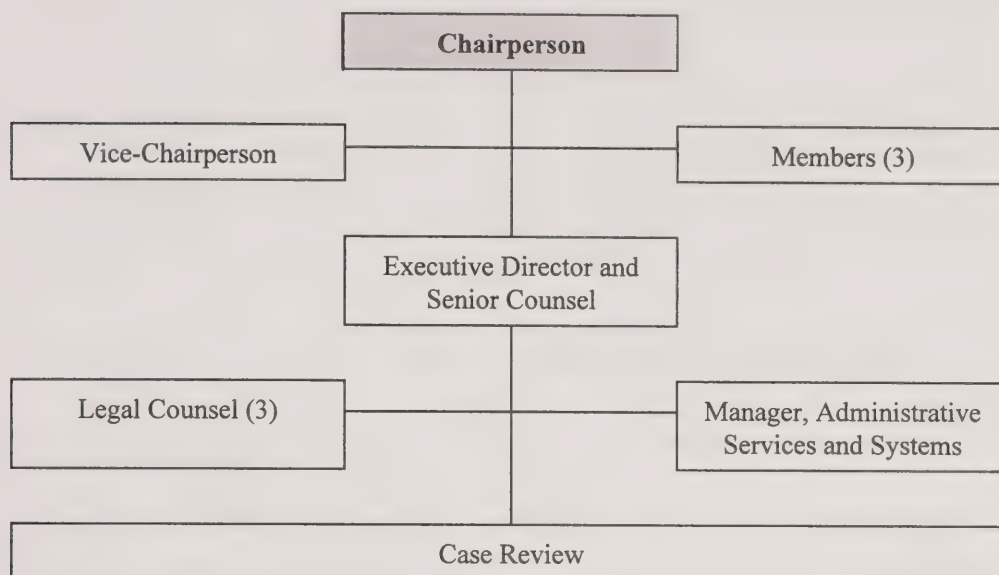 Chairperson
Vice-Chairperson
Members (3)
Executive Director and
Senior Counsel
Legal Counsel (3)
Manager, Administrative
Services and Systems
Case Review